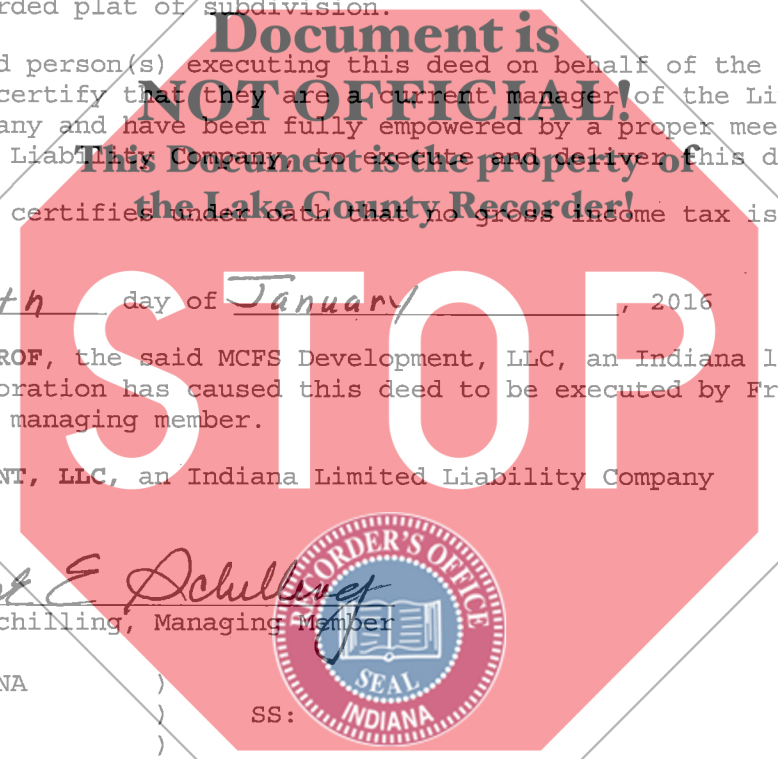 rded plat of subdivision.
Document is
d person(s) executing this deed on behalf of the
NOT OFFICIAL!
certify that they are a current manager of the Li
any and have been fully empowered by a proper mee
This Document is the property of
Liability Company, to execute and deliver this d
the Lake County Recorder!
certifies under oath that no gross income tax is
th day of January, 2016
STOP
ROF, the said MCFS Development, LLC, an Indiana l
oration has caused this deed to be executed by Fr
managing member.
NT, LLC, an Indiana Limited Liability Company
E Schilling
chilling, Managing Member
RECORDER'S OFFICE
SEAL
INDIANA
NA )
) SS:
)